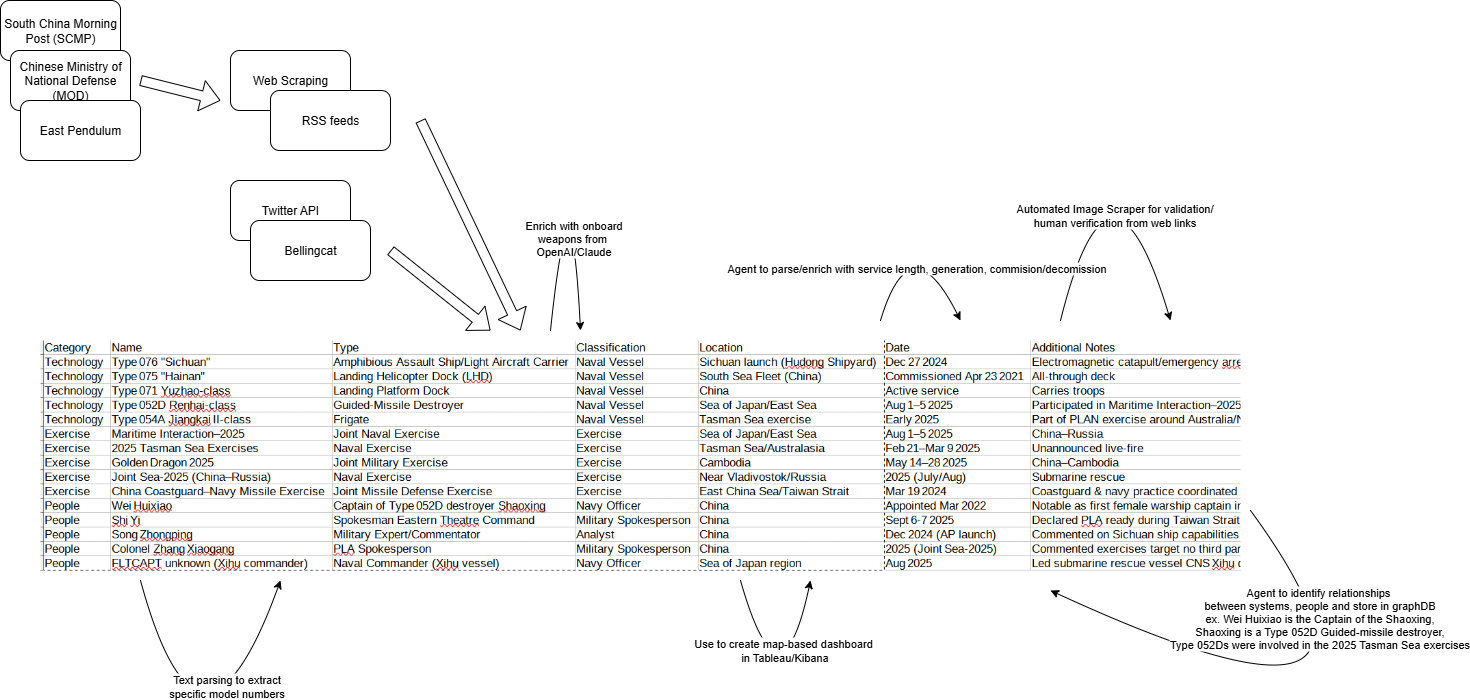 South China Morning
Post (SCMP)
Chinese Ministry of
National Defense
(MOD)
East Pendulum
Web Scraping
RSS feeds
Twitter API
Bellingcat
Enrich with onboard
weapons from
OpenAI/Claude
Automated Image Scraper for validation/
human verification from web links
Agent to parse/enrich with service length, generation, commision/decomission
Category Name Type Classification Location Date Additional Notes
Technology Type 076 "Sichuan" Amphibious Assault Ship/Light Aircraft Carrier Naval Vessel Sichuan launch (Hudong Shipyard) Dec 27 2024 Electromagnetic catapult/emergency arre
Technology Type 075 "Hainan" Landing Helicopter Dock (LHD) Naval Vessel South Sea Fleet (China) Commissioned Apr 23 2021 All-through deck
Technology Type 071 Yuzhao-class Landing Platform Dock Naval Vessel China Active service Carries troops
Technology Type 052D Renhai-class Guided-Missile Destroyer Naval Vessel Sea of Japan/East Sea Aug 1–5 2025 Participated in Maritime Interaction–2025
Technology Type 054A Jiangkai II-class Frigate Naval Vessel Tasman Sea exercise Early 2025 Part of PLAN exercise around Australia/N
Exercise Maritime Interaction–2025 Joint Naval Exercise Exercise Sea of Japan/East Sea Aug 1–5 2025 China–Russia
Exercise 2025 Tasman Sea Exercises Naval Exercise Exercise Tasman Sea/Australasia Feb 21–Mar 9 2025 Unannounced live-fire
Exercise Golden Dragon 2025 Joint Military Exercise Exercise Cambodia May 14–28 2025 China–Cambodia
Exercise Joint Sea-2025 (China–Russia) Naval Exercise Exercise Near Vladivostok/Russia 2025 (July/Aug) Submarine rescue
Exercise China Coastguard–Navy Missile Exercise Joint Missile Defense Exercise Exercise East China Sea/Taiwan Strait Mar 19 2024 Coastguard & navy practice coordinated
People Wei Huixiao Captain of Type 052D destroyer Shaoxing Navy Officer China Appointed Mar 2022 Notable as first female warship captain in
People Shi Yi Spokesman Eastern Theatre Command Military Spokesperson China Sept 6-7 2025 Declared PLA ready during Taiwan Strait
People Song Zhongping Military Expert/Commentator Analyst China Dec 2024 (AP launch) Commented on Sichuan ship capabilities
People Colonel Zhang Xiaogang PLA Spokesperson Military Spokesperson China 2025 (Joint Sea-2025) Commented exercises target no third par
People FLTCAPT unknown (Xihu commander) Naval Commander (Xihu vessel) Navy Officer Sea of Japan region Aug 2025 Led submarine rescue vessel CNS Xihu
Text parsing to extract
specific model numbers
Use to create map-based dashboard
in Tableau/Kibana
Agent to identify relationships
between systems, people and store in graphDB
ex. Wei Huixiao is the Captain of the Shaoxing,
Shaoxing is a Type 052D Guided-missile destroyer,
Type 052Ds were involved in the 2025 Tasman Sea exercises